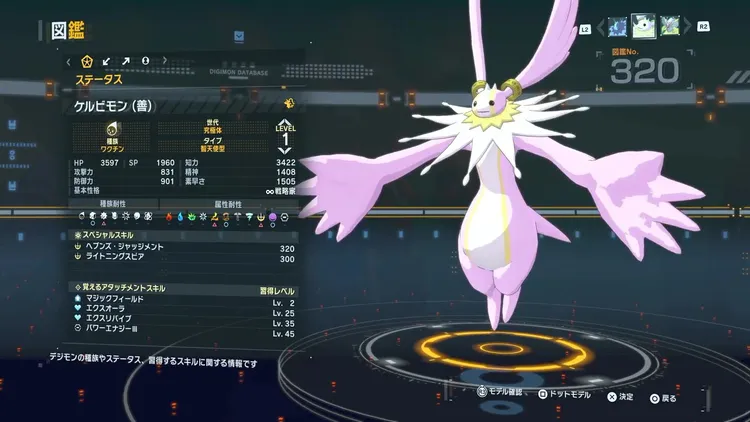 図鑑
L2
R2
図鑑No.
320
DIGIMON DATABASE
ステータス
ケルビモン（善）
種族
ワクチン
世代
究極体
タイプ
智天使型
LEVEL
1
HP 3597 SP 1960 知力 3422
攻撃力 831 精神 1408
防御力 901 素早さ 1505
基本性格 戦略家
種族耐性 属性耐性
スペシャルスキル
ヘブンズ・ジャッジメント 320
ライトニングスピア 300
覚えるアタッチメントスキル 習得レベル
マジックフィールド Lv. 2
エクスオーラ Lv. 25
エクスリバイブ Lv. 35
パワーエナジーIII Lv. 45
デジモンの種族やステータス、習得するスキルに関する情報です
R3 モデル確認 ドットモデル 決定 戻る